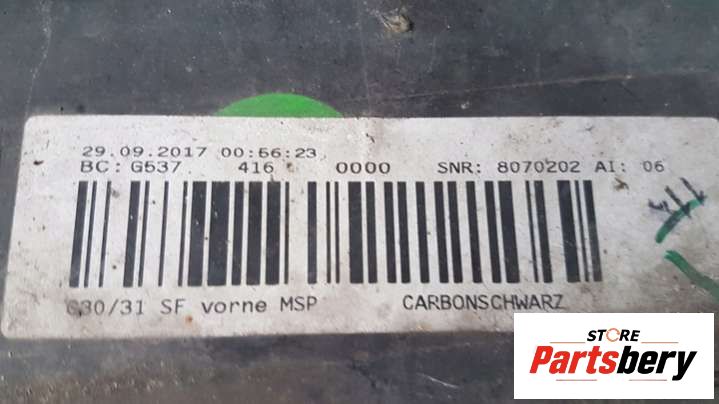 29.09.2017 00:56:23
BC: G537 416 0000 SNR: 8070202 AI: 06
G30/31 SF vorne MSP CARBONSCHWARZ
STORE
Partsbery